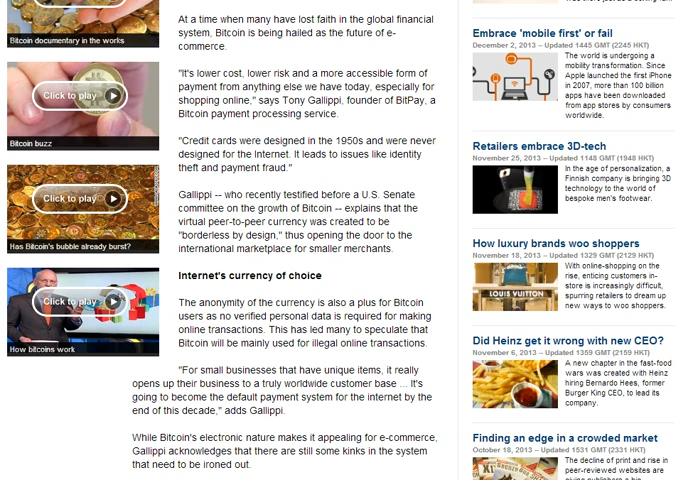 Bitcoin documentary in the works
Click to play
Bitcoin buzz
Click to play
Has Bitcoin's bubble already burst?
Click to play
How bitcoins work
At a time when many have lost faith in the global financial
system, Bitcoin is being hailed as the future of e-
commerce.
"It's lower cost, lower risk and a more accessible form of
payment from anything else we have today, especially for
shopping online," says Tony Gallippi, founder of BitPay, a
Bitcoin payment processing service.
"Credit cards were designed in the 1950s and were never
designed for the Internet. It leads to issues like identity
theft and payment fraud."
Gallippi -- who recently testified before a U.S. Senate
committee on the growth of Bitcoin -- explains that the
virtual peer-to-peer currency was created to be
"borderless by design," thus opening the door to the
international marketplace for smaller merchants.
Internet's currency of choice
The anonymity of the currency is also a plus for Bitcoin
users as no verified personal data is required for making
online transactions. This has led many to speculate that
Bitcoin will be mainly used for illegal online transactions.
"For small businesses that have unique items, it really
opens up their business to a truly worldwide customer base ... It's
going to become the default payment system for the internet by the
end of this decade," adds Gallipi.
While Bitcoin's electronic nature makes it appealing for e-commerce,
Gallipi acknowledges that there are still some kinks in the system
that need to be ironed out.
Embrace 'mobile first' or fail
December 2, 2013 -- Updated 1445 GMT (2245 HKT)
The world is undergoing a
mobility transformation. Since
Apple launched the first iPhone
in 2007, more than 100 billion
apps have been downloaded
from app stores by consumers
worldwide.
Retailers embrace 3D-tech
November 25, 2013 -- Updated 1148 GMT (1948 HKT)
In the age of personalization, a
Finnish company is bringing 3D
technology to the world of
bespoke men's footwear.
How luxury brands woo shoppers
November 18, 2013 -- Updated 1329 GMT (2129 HKT)
LOUIS VUITTON
With online-shopping on the
rise, enticing customers in-
store is increasingly difficult,
spurring retailers to dream up
new ways to woo shoppers.
Did Heinz get it wrong with new CEO?
November 6, 2013 -- Updated 1359 GMT (2159 HKT)
A new chapter in the fast-food
wars was created with Heinz
hiring Bernardo Hees, former
Burger King CEO, to lead its
company.
Finding an edge in a crowded market
October 18, 2013 -- Updated 1531 GMT (2331 HKT)
The decline of print and rise in
peer-reviewed websites are